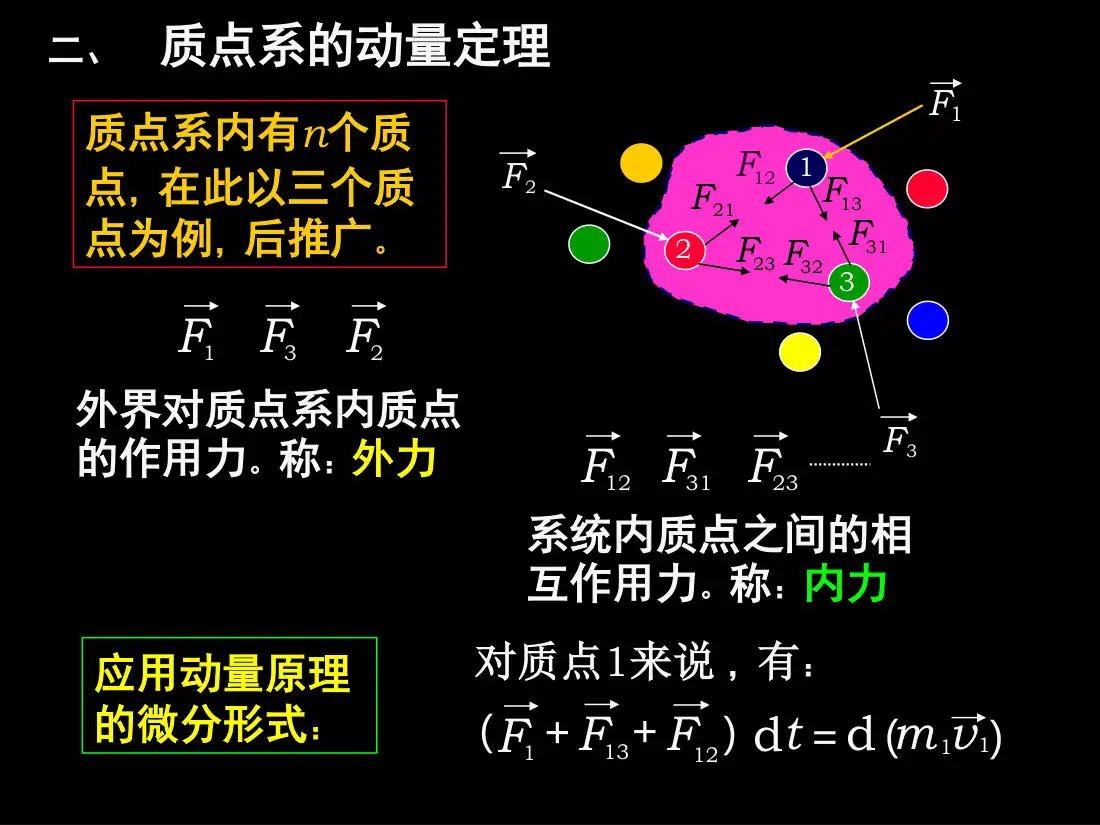 二、 质点系的动量定理
质点系内有n个质
点，在此以三个质
点为例，后推广。
F₁ F₃ F₂
外界对质点系内质点
的作用力。称：外力
F₁
F₂
F₁₂
1
F₁₃
F₂₁
2
F₂₃
F₃₂
F₃₁
3
F₃
F₁₂ F₃₁ F₂₃ ............
系统内质点之间的相
互作用力。称：内力
应用动量原理
的微分形式：
对质点1来说，有：
(F₁ + F₁₃ + F₁₂) dt = d (m₁v₁)